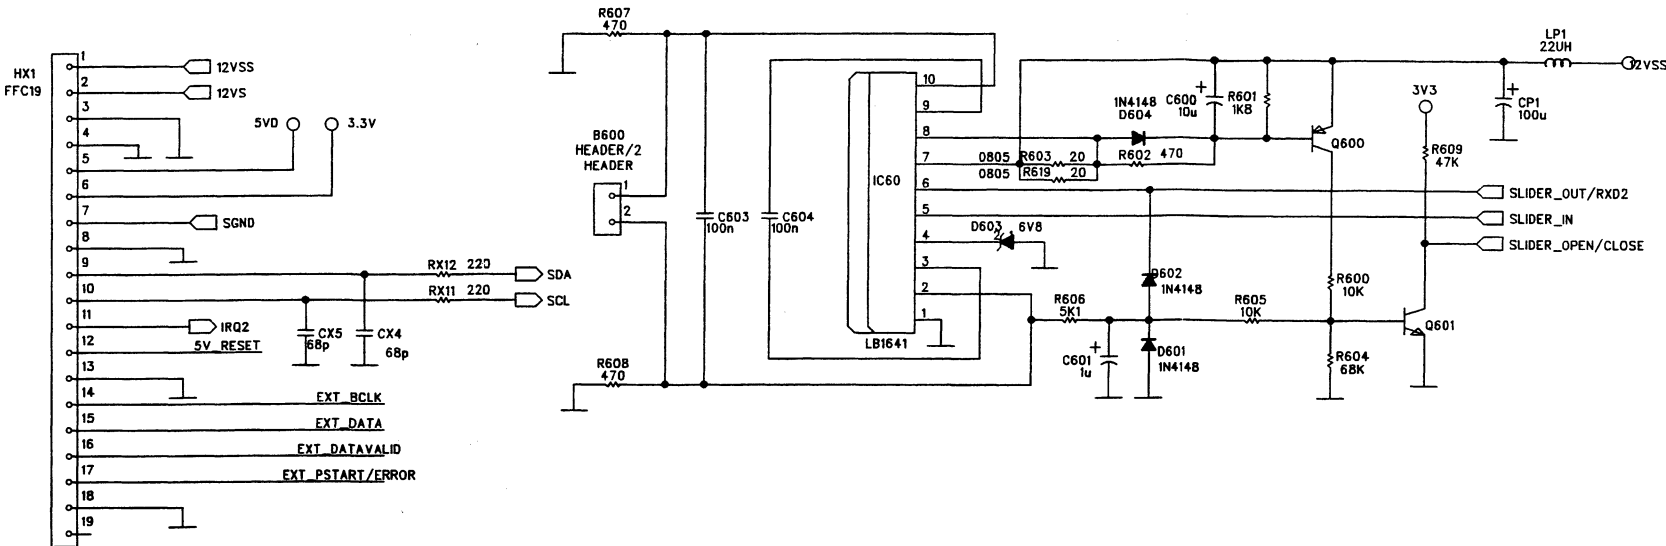 HX1
FFC19
1
12VSS
2
12VS
3
4
5VD
3.3V
5
6
7
SGND
8
9
RX12 220
SDA
10
RX11 220
SCL
11
IRQ2
12
5V_RESET
CX5
68p
CX4
68p
13
14
EXT_BCLK
15
EXT_DATA
16
EXT_DATAVALID
17
EXT_PSTART/ERROR
18
19
R607
470
B600
HEADER/2
HEADER
1
2
C603
100n
C604
100n
R608
470
IC60
LB1641
10
9
8
7
6
5
4
3
2
1
1N4148
D604
+
C600
10u
R601
1K8
0805 R603 20
0805 R619 20
R602 470
Q600
LP1
22UH
12VSS
+
CP1
100u
3V3
R609
47K
SLIDER_OUT/RXD2
SLIDER_IN
SLIDER_OPEN/CLOSE
D603 6V8
2 1
D602
1N4148
R606
5K1
R605
10K
R600
10K
Q601
+
C601
1u
D601
1N4148
R604
68K